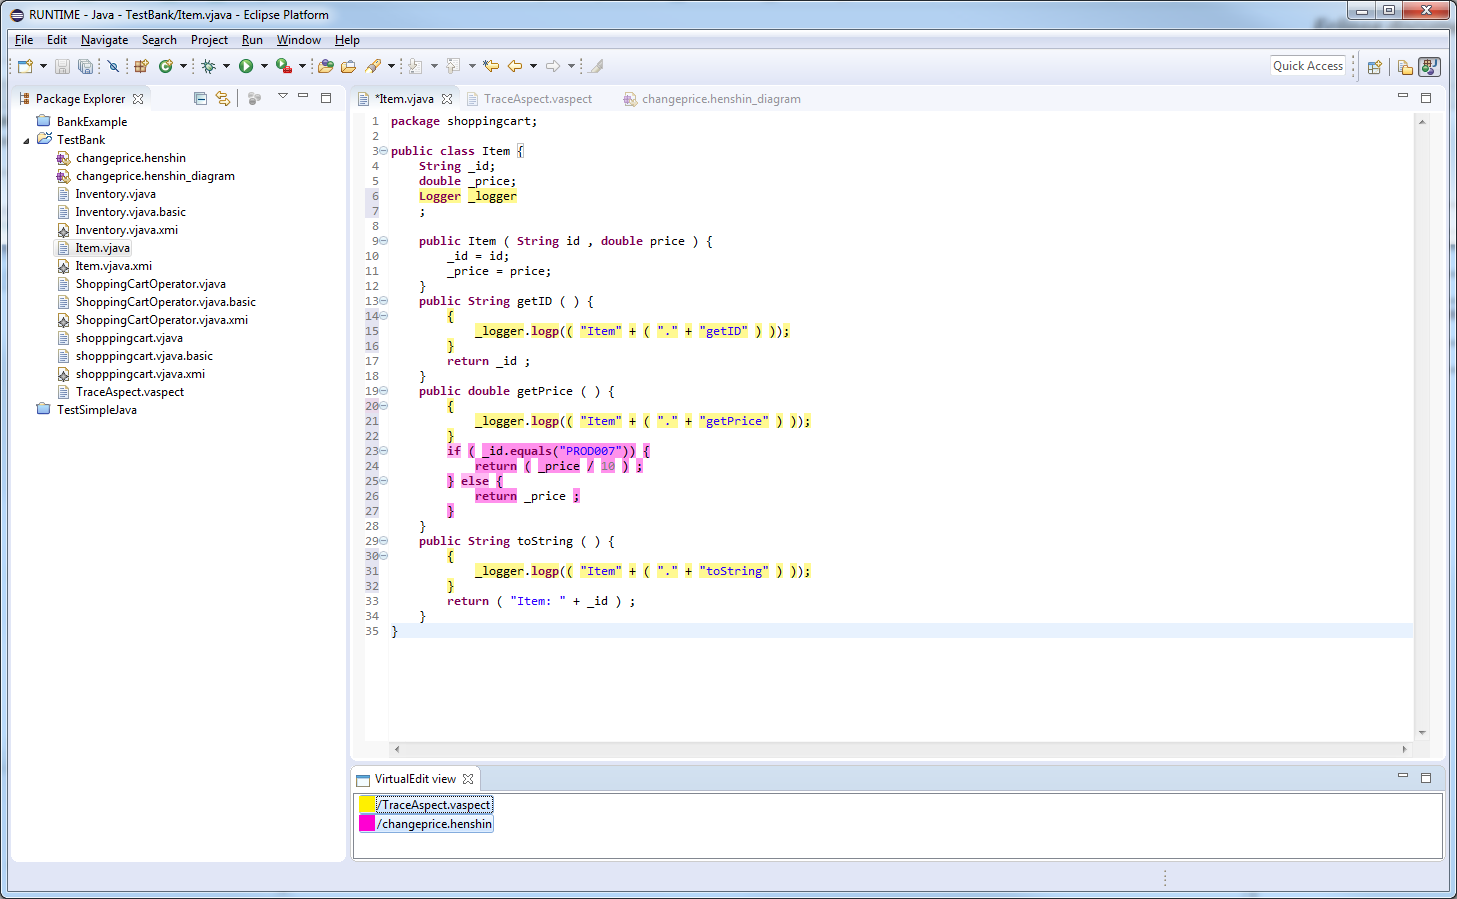 RUNTIME - Java - TestBank/Item.vjava - Eclipse Platform
File Edit Navigate Search Project Run Window Help
Quick Access
Package Explorer
BankExample
TestBank
changeprice.henshin
changeprice.henshin_diagram
Inventory.vjava
Inventory.vjava.basic
Inventory.vjava.xmi
Item.vjava
Item.vjava.xmi
ShoppingCartOperator.vjava
ShoppingCartOperator.vjava.basic
ShoppingCartOperator.vjava.xmi
shopppingcart.vjava
shopppingcart.vjava.basic
shopppingcart.vjava.xmi
TraceAspect.vaspect
TestSimpleJava
*Item.vjava TraceAspect.vaspect changeprice.henshin_diagram
1 package shoppingcart;
2
3 public class Item {
4 String _id;
5 double _price;
6 Logger _logger
7 ;
8
9 public Item ( String id , double price ) {
10 _id = id;
11 _price = price;
12 }
13 public String getID ( ) {
14 {
15 _logger.logp(( "Item" + ( "." + "getID" ) ));
16 }
17 return _id ;
18 }
19 public double getPrice ( ) {
20 {
21 _logger.logp(( "Item" + ( "." + "getPrice" ) ));
22 }
23 if ( _id.equals("PROD007")) {
24 return ( _price / 10 ) ;
25 } else {
26 return _price ;
27 }
28 }
29 public String toString ( ) {
30 {
31 _logger.logp(( "Item" + ( "." + "toString" ) ));
32 }
33 return ( "Item: " + _id ) ;
34 }
35 }
VirtualEdit view
/TraceAspect.vaspect
/changeprice.henshin